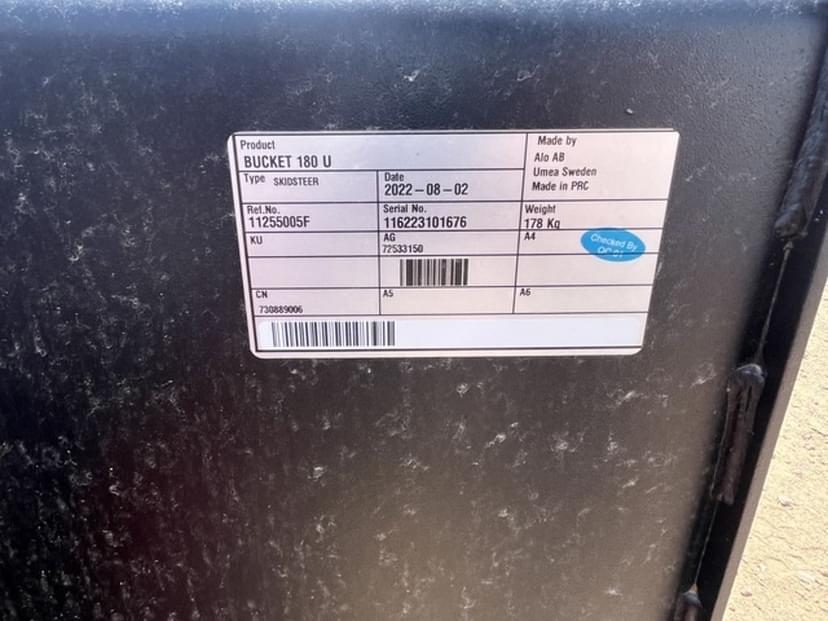 Product
BUCKET 180 U
Made by
Alo AB
Umea Sweden
Made in PRC
Type SKIDSTEER
Date
2022-08-02
Ref.No.
11255005F
Serial No.
116223101676
Weight
178 Kg
KU
AG
72533150
A4
Checked By
CN
730889006
A5
A6